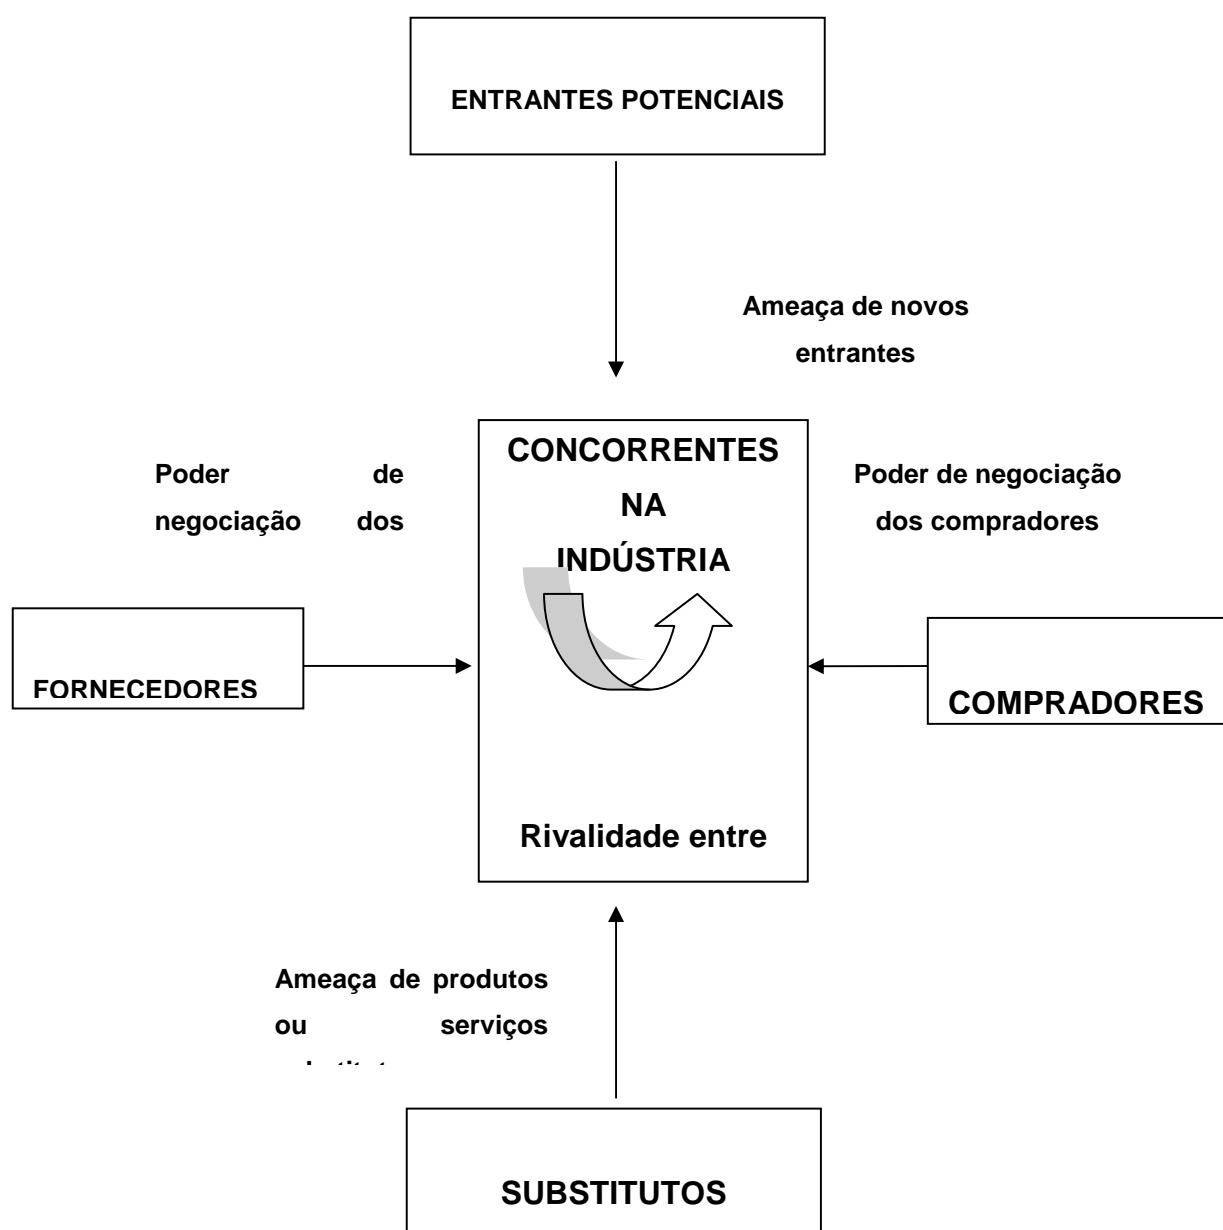 ENTRANTES POTENCIAIS
Ameaça de novos
entrantes
CONCORRENTES
NA
INDÚSTRIA
Poder de
negociação dos
Poder de negociação
dos compradores
FORNECEDORES
COMPRADORES
Rivalidade entre
Ameaça de produtos
ou serviços
SUBSTITUTOS